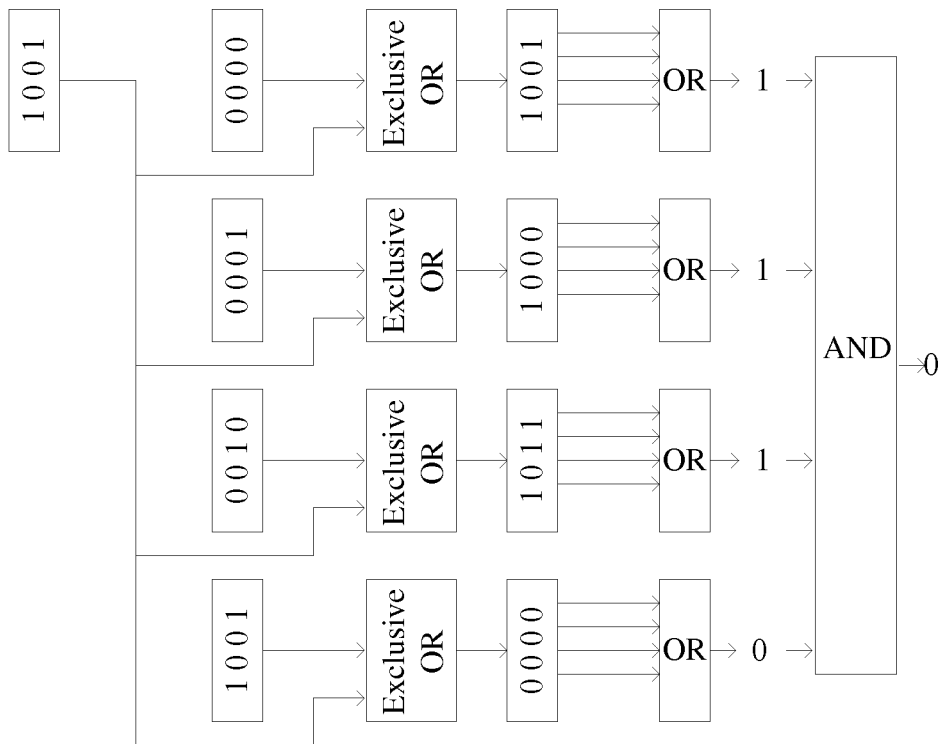 1 0 0 1
0 0 0 0
Exclusive
OR
1 0 0 1
OR
1
0 0 0 1
Exclusive
OR
1 0 0 0
OR
1
AND
0
0 0 1 0
Exclusive
OR
1 0 1 1
OR
1
1 0 0 1
Exclusive
OR
0 0 0 0
OR
0